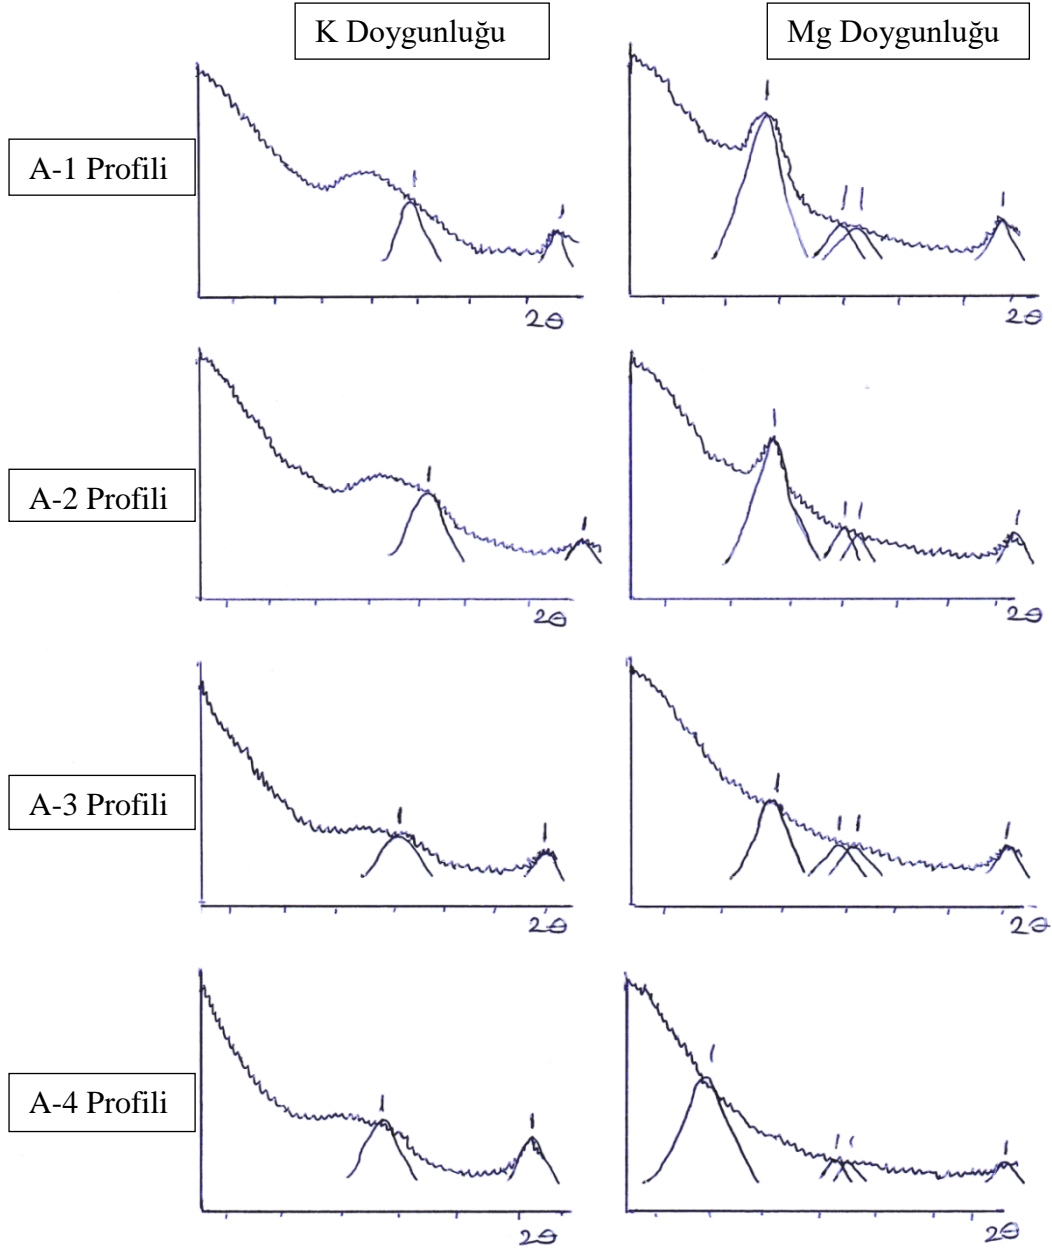 K Doygunluğu
Mg Doygunluğu
A-1 Profili
2θ
2θ
A-2 Profili
2θ
2θ
A-3 Profili
2θ
2θ
A-4 Profili
2θ
2θ